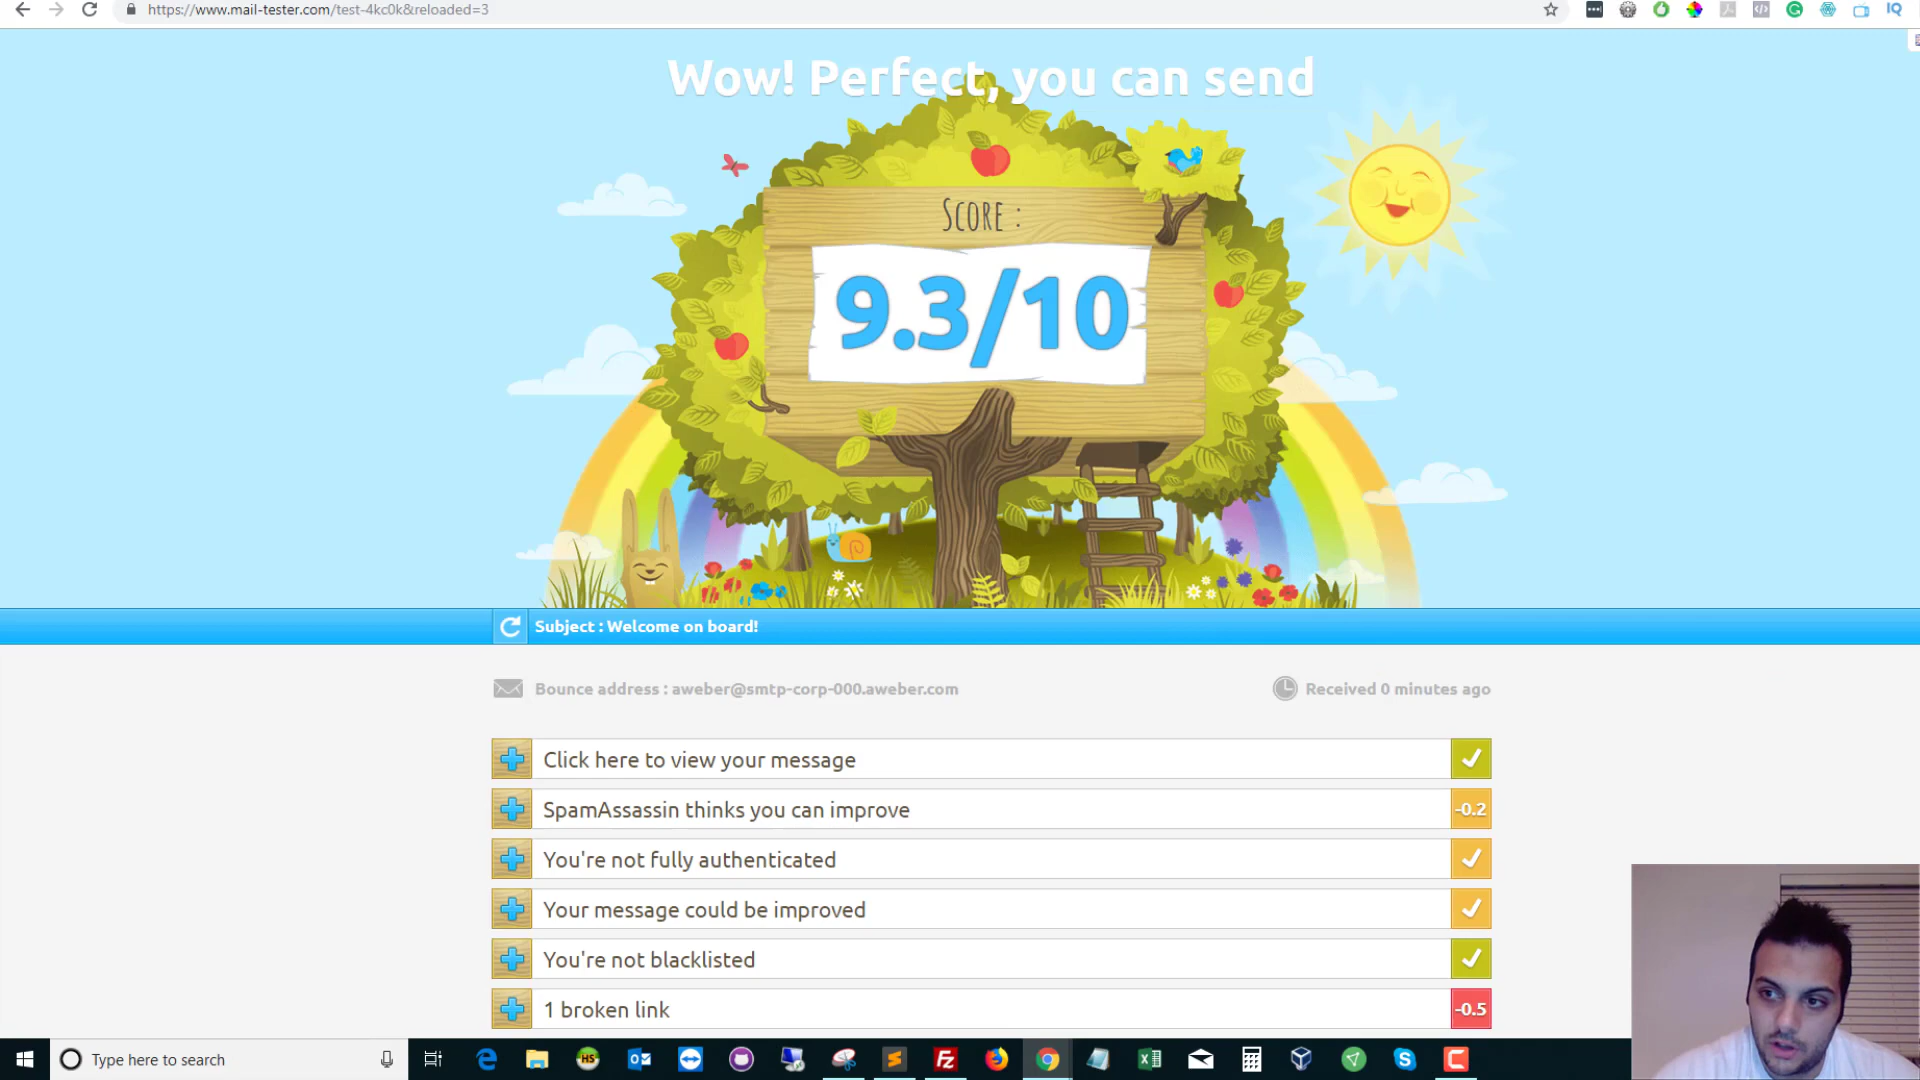 https://www.mail-tester.com/test-4kc0k&reloaded=3
IQ
Wow! Perfect, you can send
SCORE :
9.3/10
Subject : Welcome on board!
Bounce address : aweber@smtp-corp-000.aweber.com
Received 0 minutes ago
Click here to view your message
SpamAssassin thinks you can improve
-0.2
You're not fully authenticated
Your message could be improved
You're not blacklisted
1 broken link
-0.5
Type here to search
HS
FZ